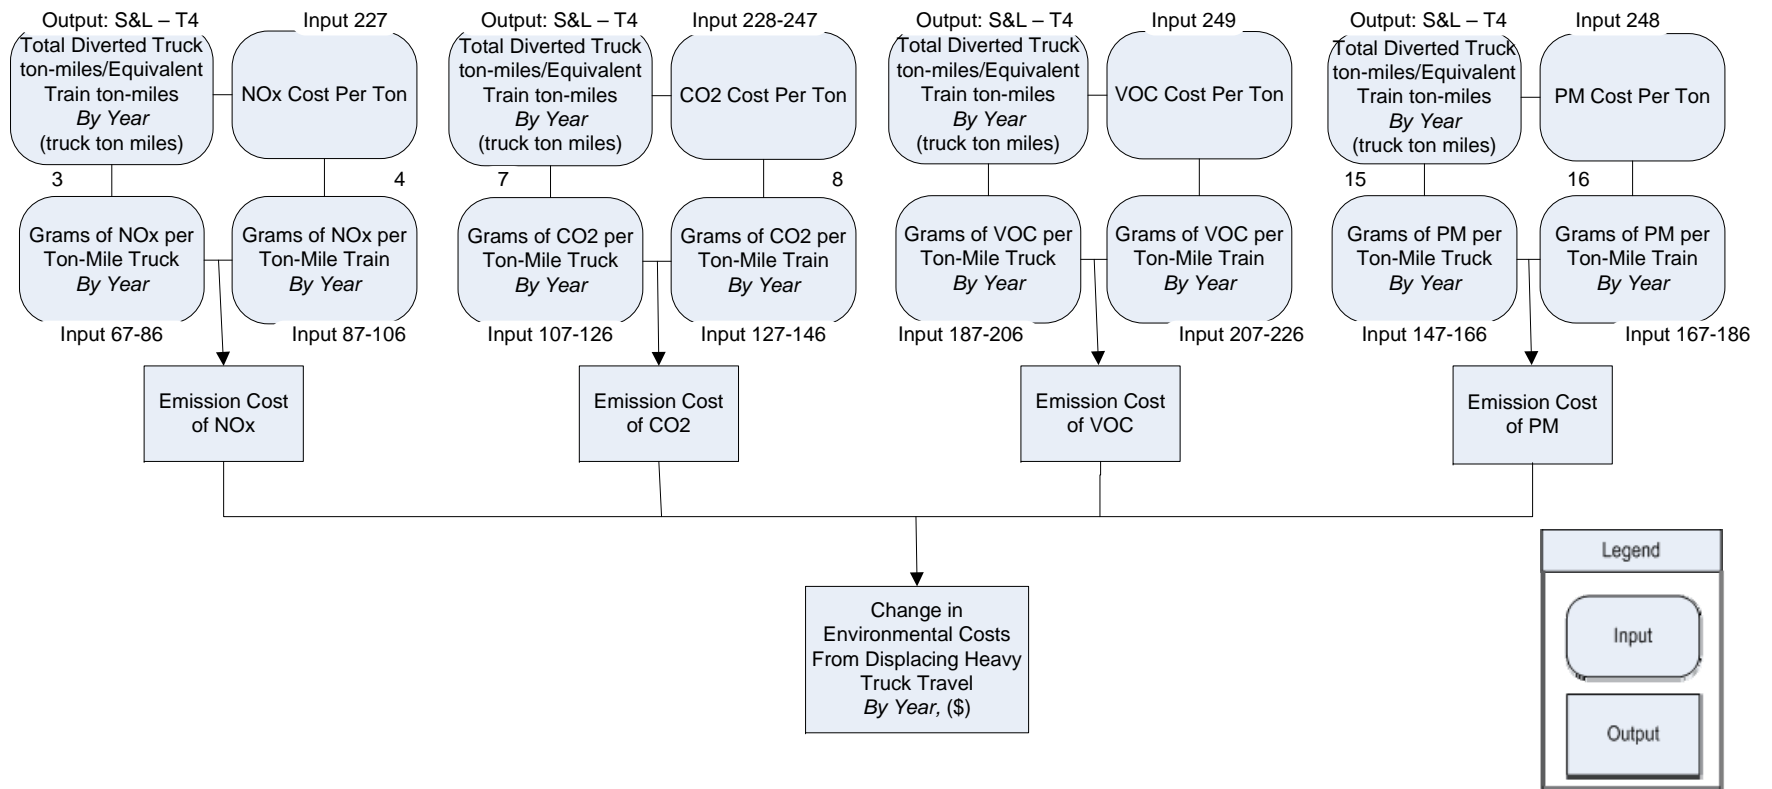 Output: S&L – T4
Total Diverted Truck
ton-miles/Equivalent
Train ton-miles
By Year
(truck ton miles)
Input 227
NOx Cost Per Ton
3
4
Grams of NOx per
Ton-Mile Truck
By Year
Input 67-86
Grams of NOx per
Ton-Mile Train
By Year
Input 87-106
Emission Cost
of NOx
Output: S&L – T4
Total Diverted Truck
ton-miles/Equivalent
Train ton-miles
By Year
(truck ton miles)
Input 228-247
CO2 Cost Per Ton
7
8
Grams of CO2 per
Ton-Mile Truck
By Year
Input 107-126
Grams of CO2 per
Ton-Mile Train
By Year
Input 127-146
Emission Cost
of CO2
Output: S&L – T4
Total Diverted Truck
ton-miles/Equivalent
Train ton-miles
By Year
(truck ton miles)
Input 249
VOC Cost Per Ton
Grams of VOC per
Ton-Mile Truck
By Year
Input 187-206
Grams of VOC per
Ton-Mile Train
By Year
Input 207-226
Emission Cost
of VOC
Output: S&L – T4
Total Diverted Truck
ton-miles/Equivalent
Train ton-miles
By Year
(truck ton miles)
Input 248
PM Cost Per Ton
15
16
Grams of PM per
Ton-Mile Truck
By Year
Input 147-166
Grams of PM per
Ton-Mile Train
By Year
Input 167-186
Emission Cost
of PM
Change in
Environmental Costs
From Displacing Heavy
Truck Travel
By Year, ($)
Legend
Input
Output